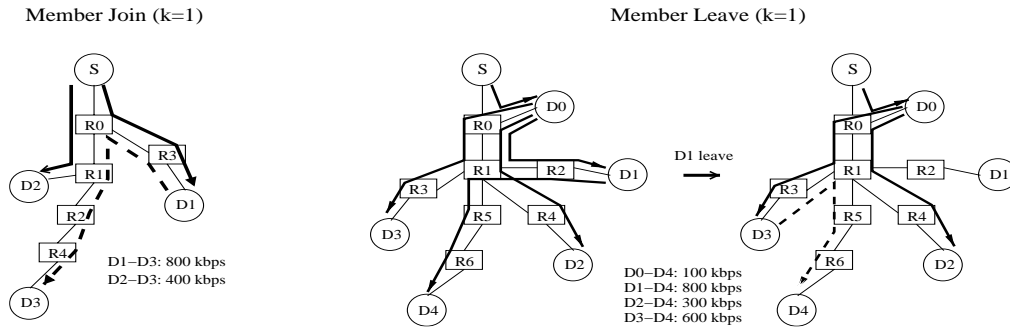 Member Join (k=1)
S
R0
R3
R1
D2
D1
R2
R4
D3
D1–D3: 800 kbps
D2–D3: 400 kbps
Member Leave (k=1)
S
D0
R0
R1
R2
D1
R3
D3
R5
R4
R6
D2
D4
D1 leave
S
D0
R0
R1
R2
D1
R3
D3
R5
R4
R6
D2
D4
D0–D4: 100 kbps
D1–D4: 800 kbps
D2–D4: 300 kbps
D3–D4: 600 kbps